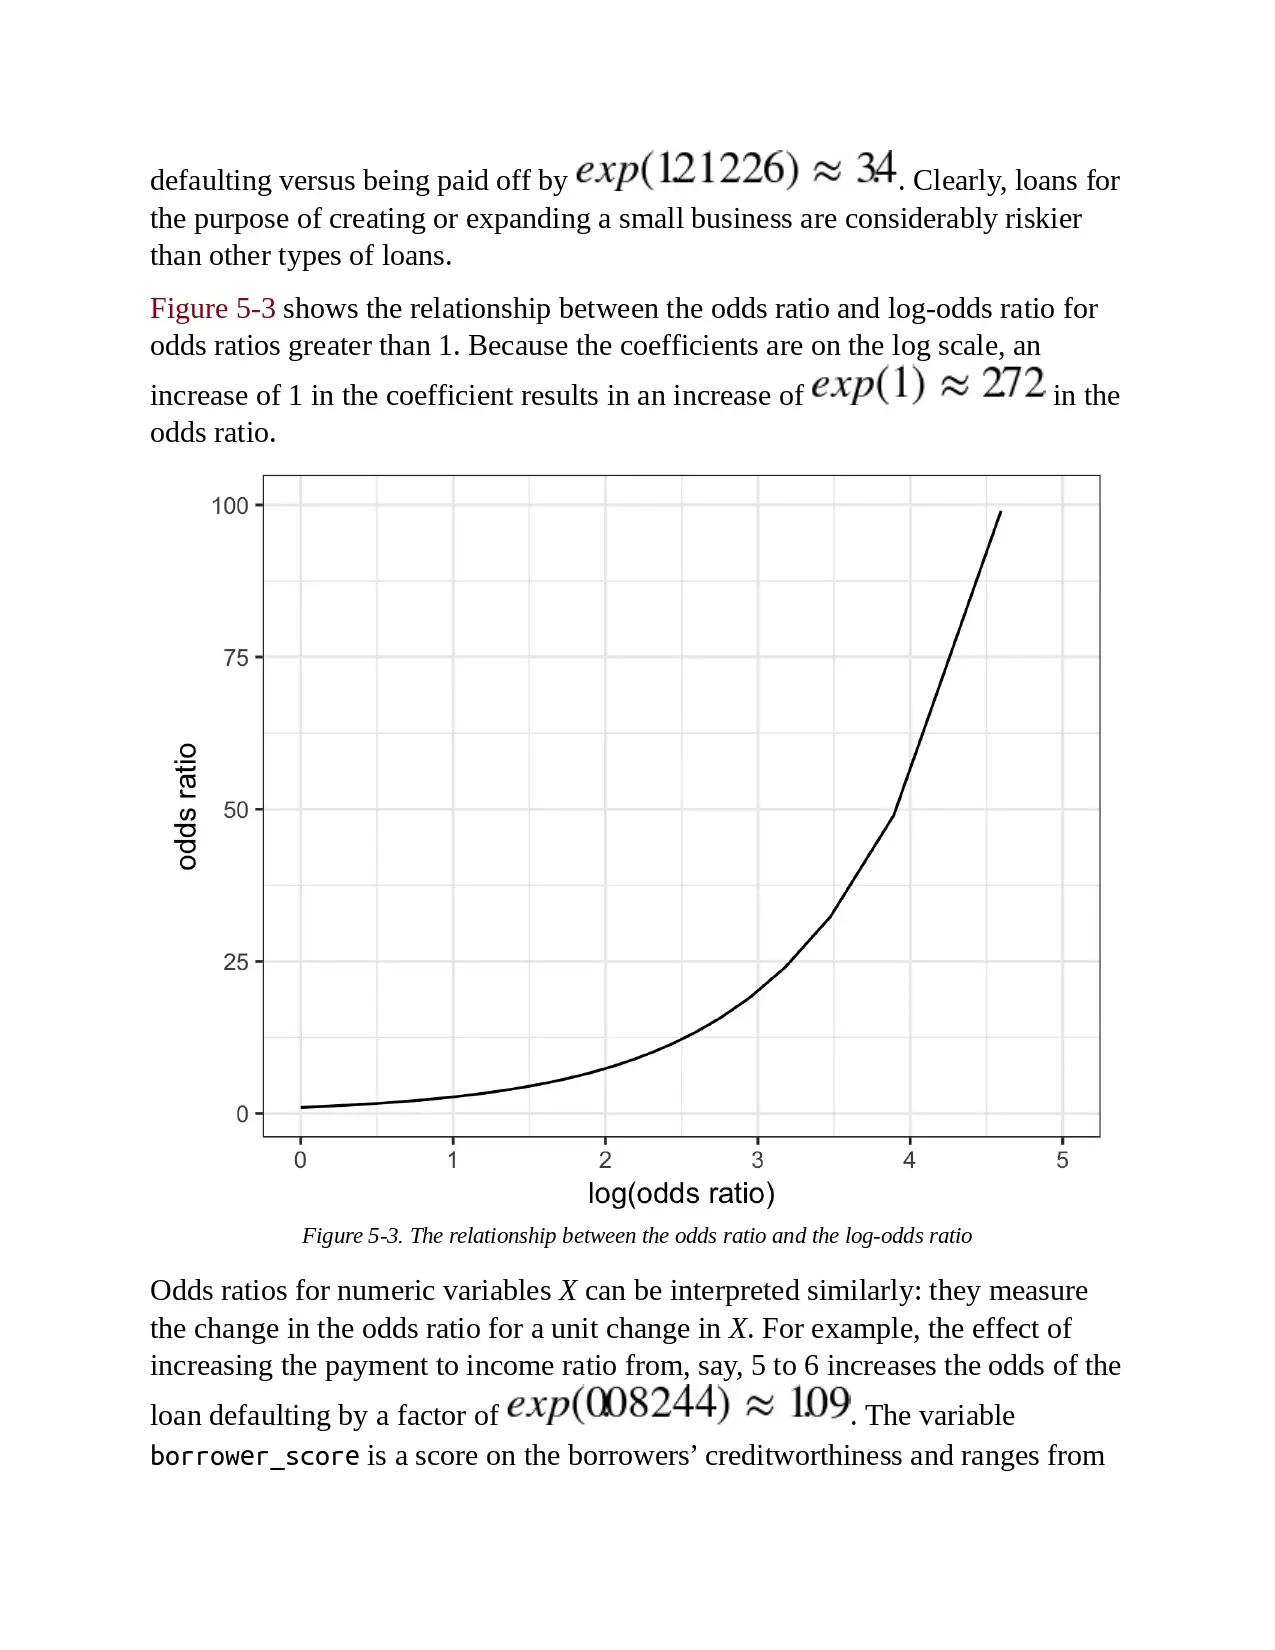 defaulting versus being paid off by exp(1.21226) ≈ 3.4. Clearly, loans for
the purpose of creating or expanding a small business are considerably riskier
than other types of loans.
Figure 5-3 shows the relationship between the odds ratio and log-odds ratio for
odds ratios greater than 1. Because the coefficients are on the log scale, an
increase of 1 in the coefficient results in an increase of exp(1) ≈ 2.72 in the
odds ratio.
100
75
50
25
0
odds ratio
0 1 2 3 4 5
log(odds ratio)
Figure 5-3. The relationship between the odds ratio and the log-odds ratio
Odds ratios for numeric variables X can be interpreted similarly: they measure
the change in the odds ratio for a unit change in X. For example, the effect of
increasing the payment to income ratio from, say, 5 to 6 increases the odds of the
loan defaulting by a factor of exp(0.08244) ≈ 1.09. The variable
borrower_score is a score on the borrowers’ creditworthiness and ranges from